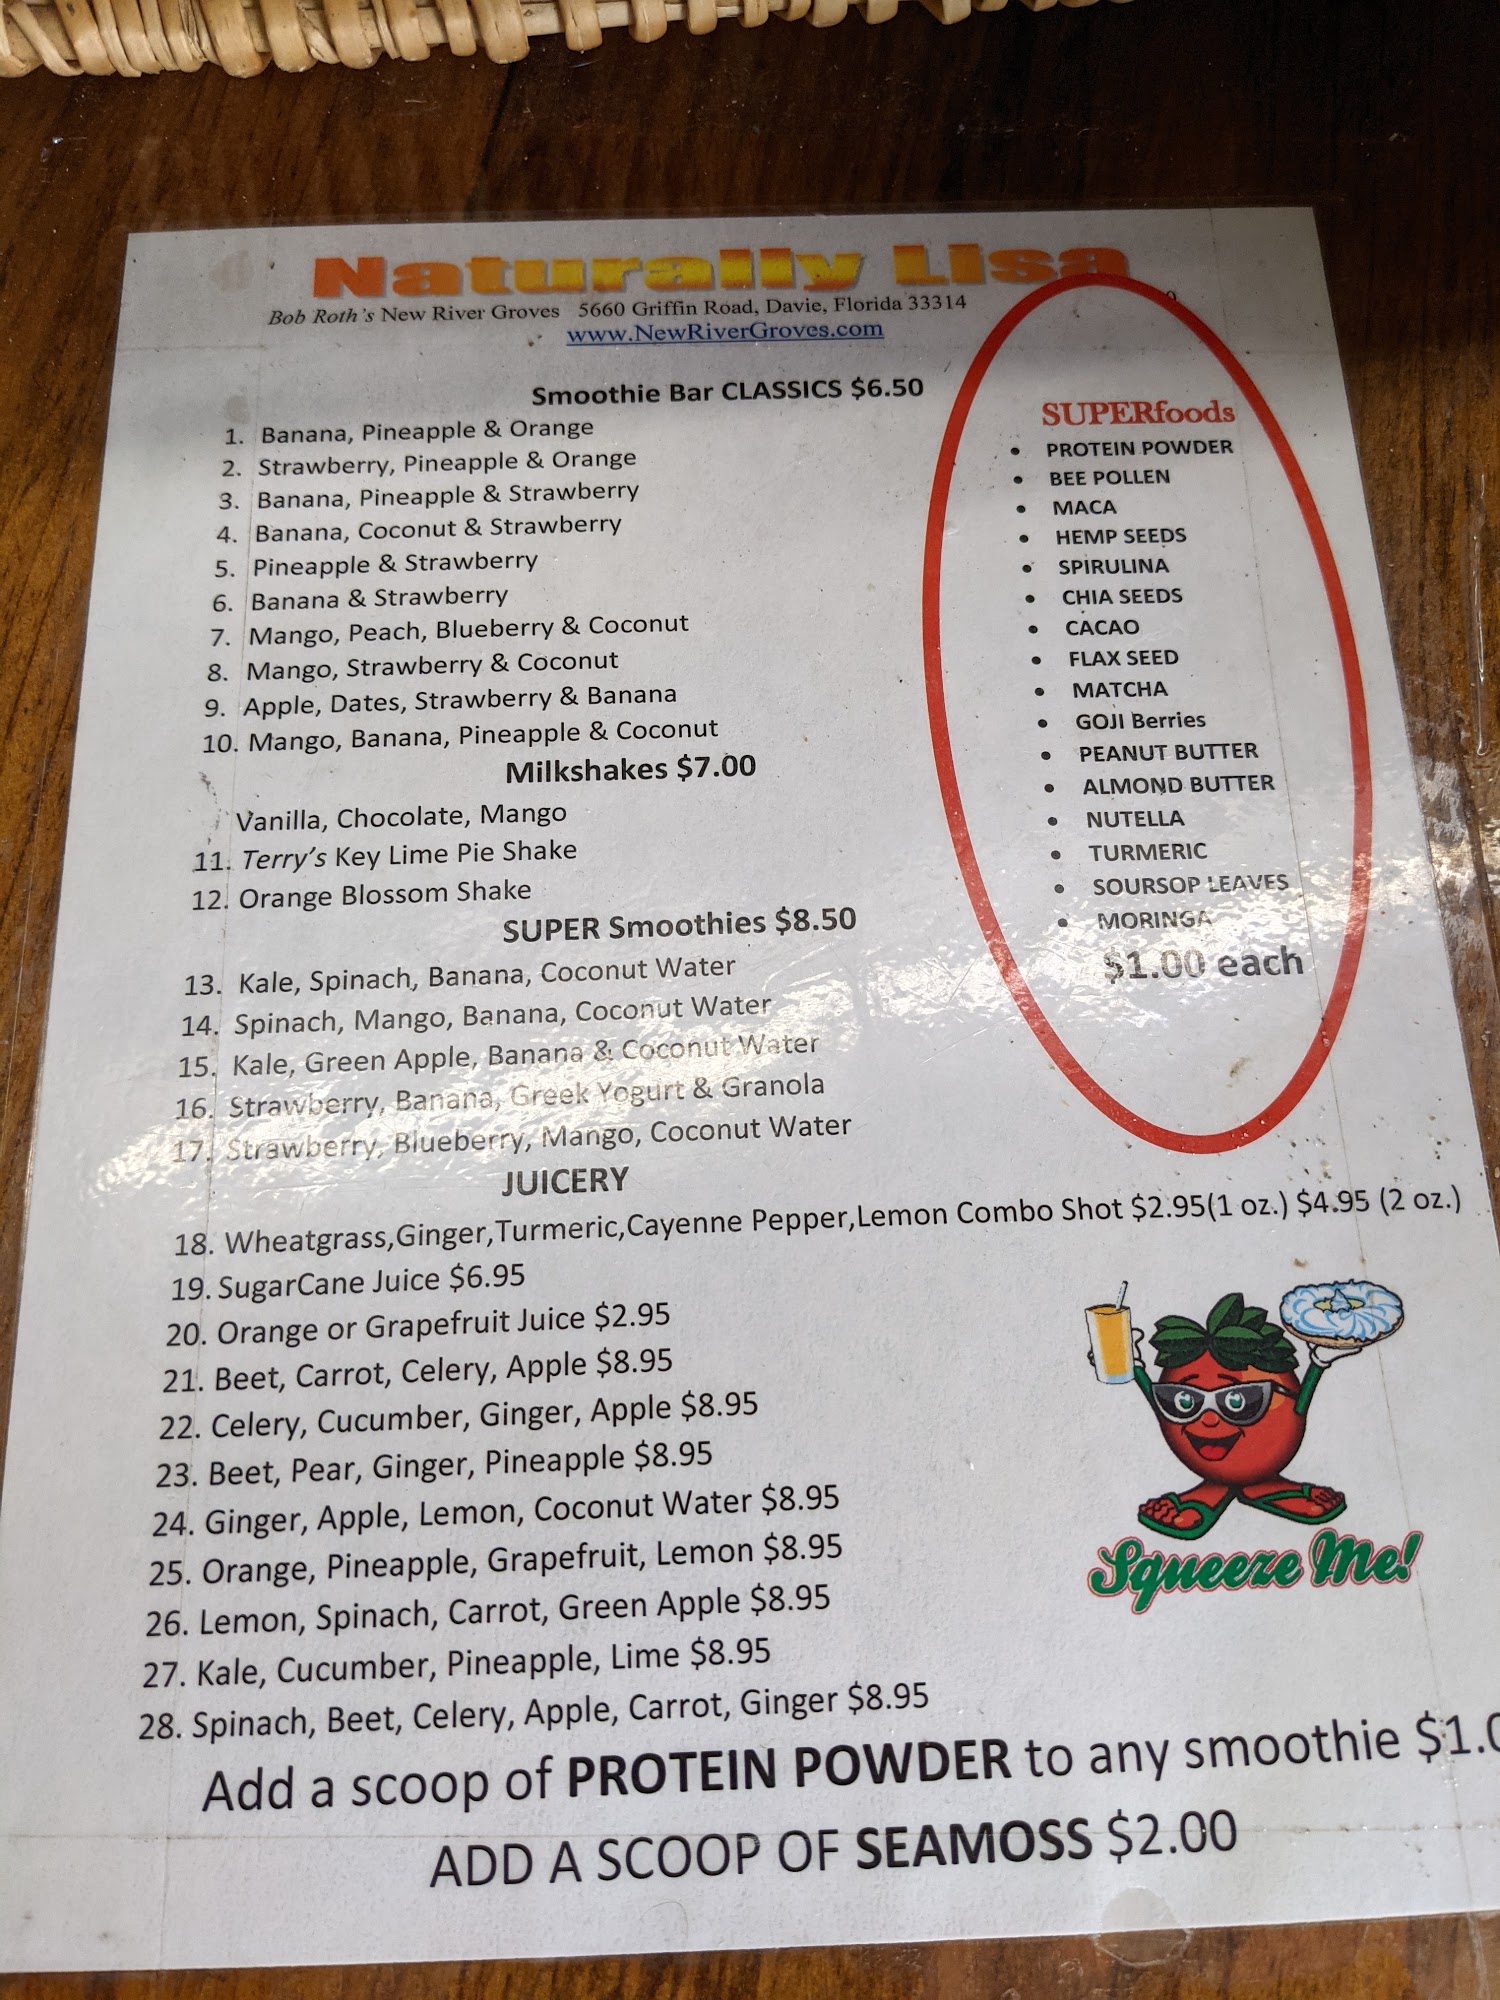 Naturally Lisa
Bob Roth's New River Groves 5660 Griffin Road, Davie, Florida 33314
www.NewRiverGroves.com
Smoothie Bar CLASSICS $6.50
1. Banana, Pineapple & Orange
2. Strawberry, Pineapple & Orange
3. Banana, Pineapple & Strawberry
4. Banana, Coconut & Strawberry
5. Pineapple & Strawberry
6. Banana & Strawberry
7. Mango, Peach, Blueberry & Coconut
8. Mango, Strawberry & Coconut
9. Apple, Dates, Strawberry & Banana
10. Mango, Banana, Pineapple & Coconut
Milkshakes $7.00
Vanilla, Chocolate, Mango
11. Terry's Key Lime Pie Shake
12. Orange Blossom Shake
SUPER Smoothies $8.50
13. Kale, Spinach, Banana, Coconut Water
14. Spinach, Mango, Banana, Coconut Water
15. Kale, Green Apple, Banana & Coconut Water
16. Strawberry, Banana, Greek Yogurt & Granola
17. Strawberry, Blueberry, Mango, Coconut Water
SUPERfoods
• PROTEIN POWDER
• BEE POLLEN
• MACA
• HEMP SEEDS
• SPIRULINA
• CHIA SEEDS
• CACAO
• FLAX SEED
• MATCHA
• GOJI Berries
• PEANUT BUTTER
• ALMOND BUTTER
• NUTELLA
• TURMERIC
• SOURSOP LEAVES
• MORINGA
$1.00 each
JUICERY
18. Wheatgrass,Ginger,Turmeric,Cayenne Pepper,Lemon Combo Shot $2.95(1 oz.) $4.95 (2 oz.)
19. SugarCane Juice $6.95
20. Orange or Grapefruit Juice $2.95
21. Beet, Carrot, Celery, Apple $8.95
22. Celery, Cucumber, Ginger, Apple $8.95
23. Beet, Pear, Ginger, Pineapple $8.95
24. Ginger, Apple, Lemon, Coconut Water $8.95
25. Orange, Pineapple, Grapefruit, Lemon $8.95
26. Lemon, Spinach, Carrot, Green Apple $8.95
27. Kale, Cucumber, Pineapple, Lime $8.95
28. Spinach, Beet, Celery, Apple, Carrot, Ginger $8.95
Squeeze Me!
Add a scoop of PROTEIN POWDER to any smoothie $1.0
ADD A SCOOP OF SEAMOSS $2.00